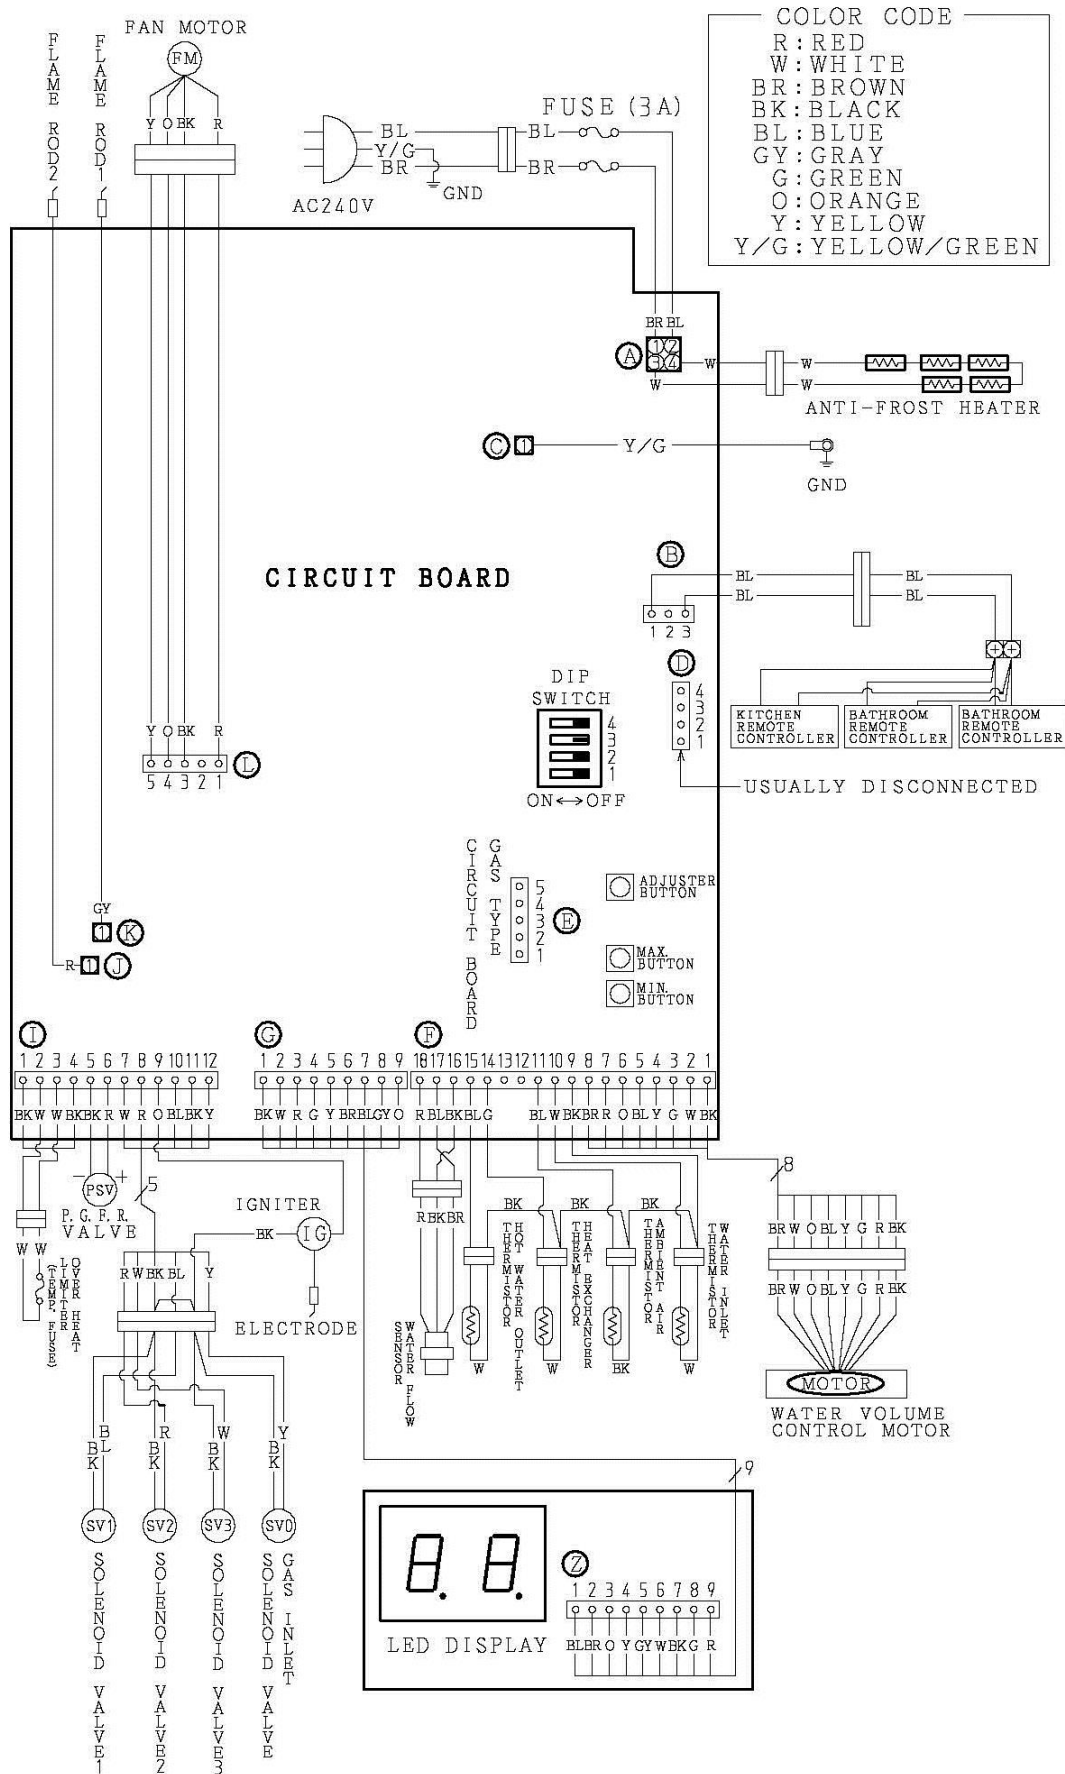 COLOR CODE
R : RED
W : WHITE
BR : BROWN
BK : BLACK
BL : BLUE
GY : GRAY
G : GREEN
O : ORANGE
Y : YELLOW
Y/G : YELLOW/GREEN
FLAME ROD2
FLAME ROD1
FAN MOTOR
FM
Y O BK R
AC240V
BL
Y/G
BR
GND
FUSE (3A)
BL
BR
BR BL
A
1 2
3 4
W
W
W
W
ANTI-FROST HEATER
C 1
Y/G
GND
B
BL BL
BL BL
1 2 3
CIRCUIT BOARD
D
4
3
2
1
KITCHEN
REMOTE
CONTROLLER
BATHROOM
REMOTE
CONTROLLER
BATHROOM
REMOTE
CONTROLLER
USUALLY DISCONNECTED
DIP
SWITCH
4
3
2
1
ON↔OFF
Y O BK R
L
5 4 3 2 1
GAS TYPE
CIRCUIT BOARD
5
4
3
2
1
E
ADJUSTER
BUTTON
MAX.
BUTTON
MIN.
BUTTON
GY
1 K
R 1 J
I
1 2 3 4 5 6 7 8 9 10 11 12
BK W W BK BK R W R O BL BK Y
G
1 2 3 4 5 6 7 8 9
BK W R G Y BR BL GY O
F
18 17 16 15 14 13 12 11 10 9 8 7 6 5 4 3 2 1
R BL BK BL G BL W BK BR R O BL Y G W BK
- PSV +
P.G.F.R.
VALVE
5
W W
OVER HEAT
LIMITER
(TEMP.FUSE)
IGNITER
BK
IG
ELECTRODE
R W BK BL Y
R BK BR
WATER FLOW
SENSOR
BK
HOT WATER OUTLET
THERMISTOR
W
BK
HEAT EXCHANGER
THERMISTOR
W
BK
AMBIENT AIR
THERMISTOR
BK
WATER INLET
THERMISTOR
W
8
BR W O BL Y G R BK
BR W O BL Y G R BK
MOTOR
WATER VOLUME
CONTROL MOTOR
BK BL
BK R
BK W
BK Y
SV1
SV2
SV3
SV0
SOLENOID VALVE1
SOLENOID VALVE2
SOLENOID VALVE3
GAS INLET
SOLENOID VALVE
9
8. 8.
LED DISPLAY
Z
1 2 3 4 5 6 7 8 9
BL BR O Y GY W BK G R